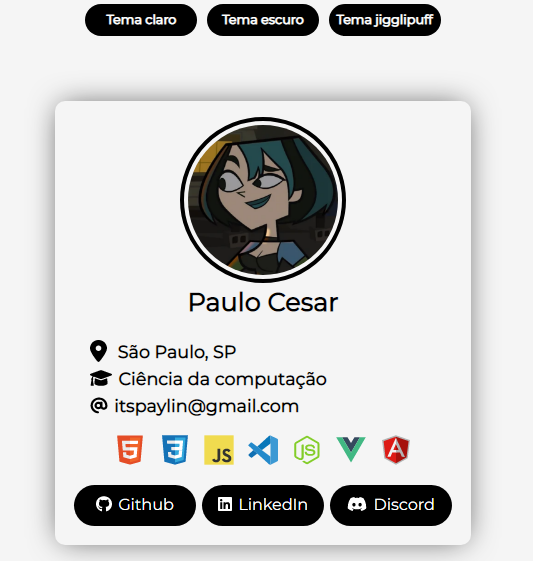 Tema claro Tema escuro Tema jigglipuff
Paulo Cesar
São Paulo, SP
Ciência da computação
itspaylin@gmail.com
5 3 JS JS A
Github LinkedIn Discord